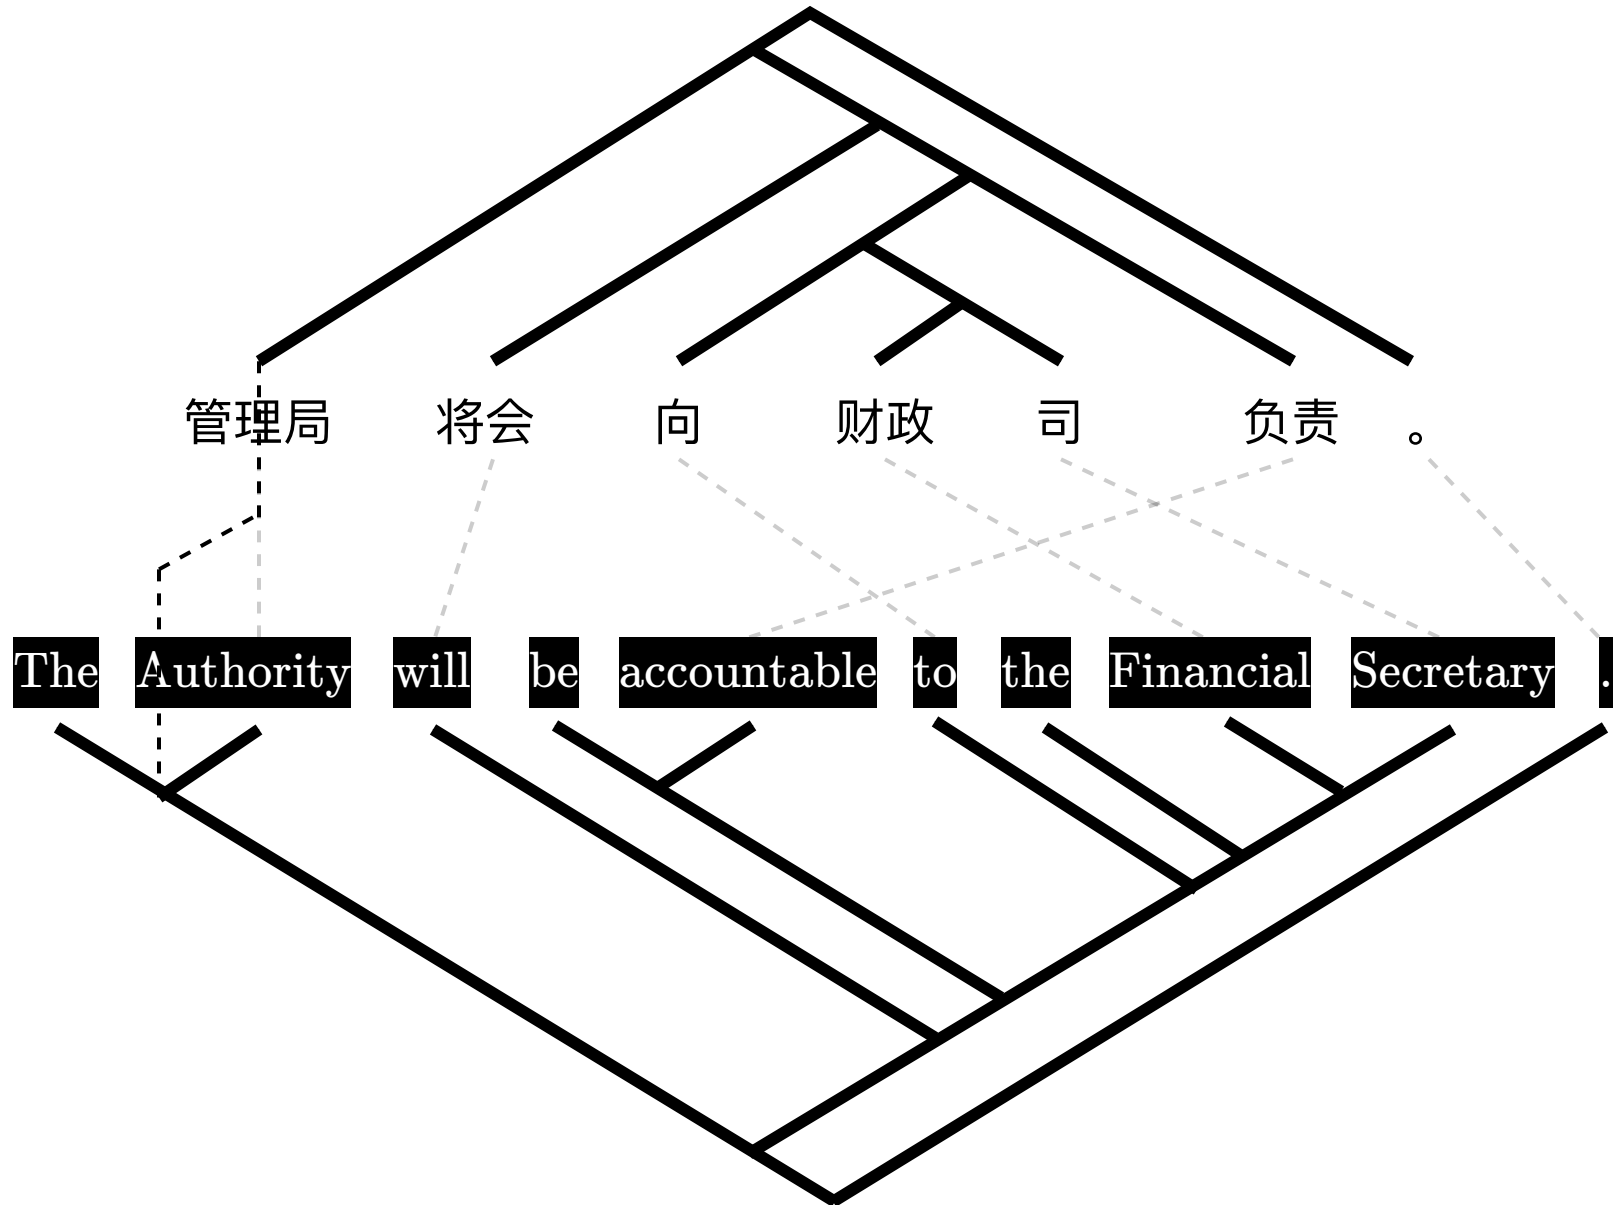 管理局 将会 向 财政 司 负责 。
The Authority will be accountable to the Financial Secretary .